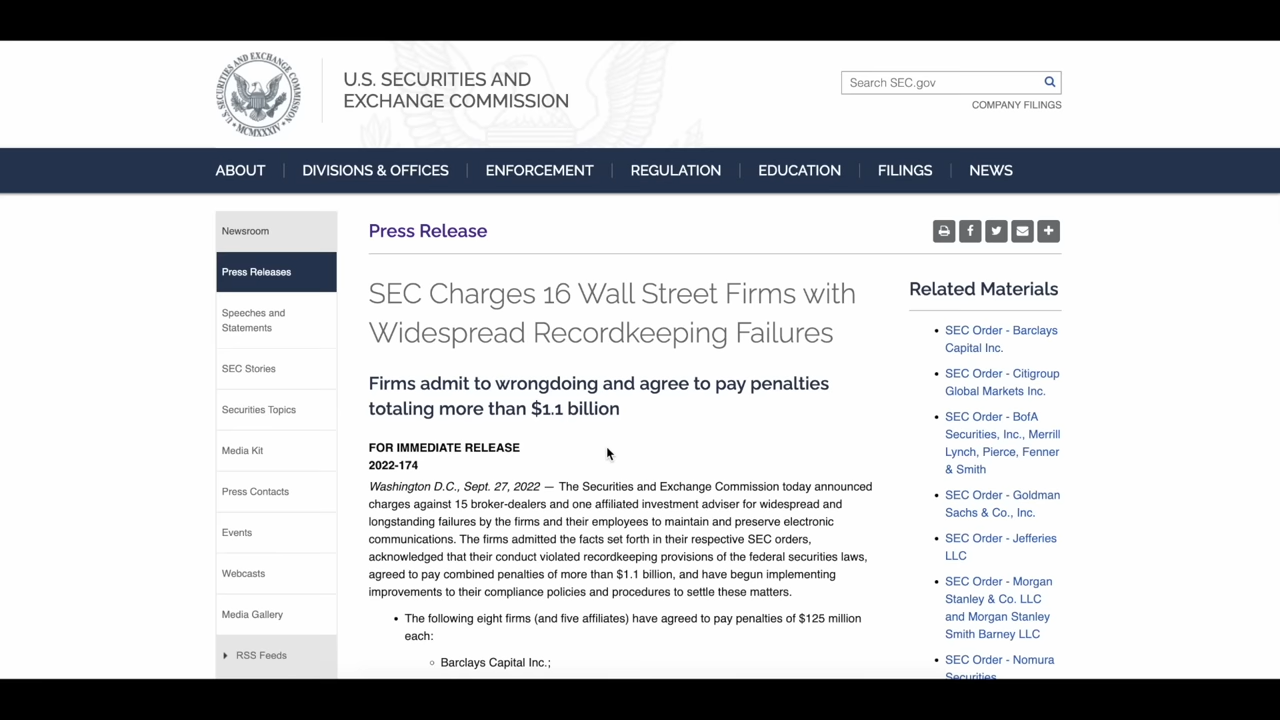 SECURITIES AND EXCHANGE COMMISSION
MCMXXXIV
U.S. SECURITIES AND
EXCHANGE COMMISSION
Search SEC.gov
COMPANY FILINGS
ABOUT
DIVISIONS & OFFICES
ENFORCEMENT
REGULATION
EDUCATION
FILINGS
NEWS
Newsroom
Press Releases
Speeches and
Statements
SEC Stories
Securities Topics
Media Kit
Press Contacts
Events
Webcasts
Media Gallery
RSS Feeds
Press Release
SEC Charges 16 Wall Street Firms with
Widespread Recordkeeping Failures
Firms admit to wrongdoing and agree to pay penalties
totaling more than $1.1 billion
FOR IMMEDIATE RELEASE
2022-174
Washington D.C., Sept. 27, 2022 — The Securities and Exchange Commission today announced
charges against 15 broker-dealers and one affiliated investment adviser for widespread and
longstanding failures by the firms and their employees to maintain and preserve electronic
communications. The firms admitted the facts set forth in their respective SEC orders,
acknowledged that their conduct violated recordkeeping provisions of the federal securities laws,
agreed to pay combined penalties of more than $1.1 billion, and have begun implementing
improvements to their compliance policies and procedures to settle these matters.
• The following eight firms (and five affiliates) have agreed to pay penalties of $125 million
each:
◦ Barclays Capital Inc.;
Related Materials
• SEC Order - Barclays
Capital Inc.
• SEC Order - Citigroup
Global Markets Inc.
• SEC Order - BofA
Securities, Inc., Merrill
Lynch, Pierce, Fenner
& Smith
• SEC Order - Goldman
Sachs & Co., Inc.
• SEC Order - Jefferies
LLC
• SEC Order - Morgan
Stanley & Co. LLC
and Morgan Stanley
Smith Barney LLC
• SEC Order - Nomura
Securities